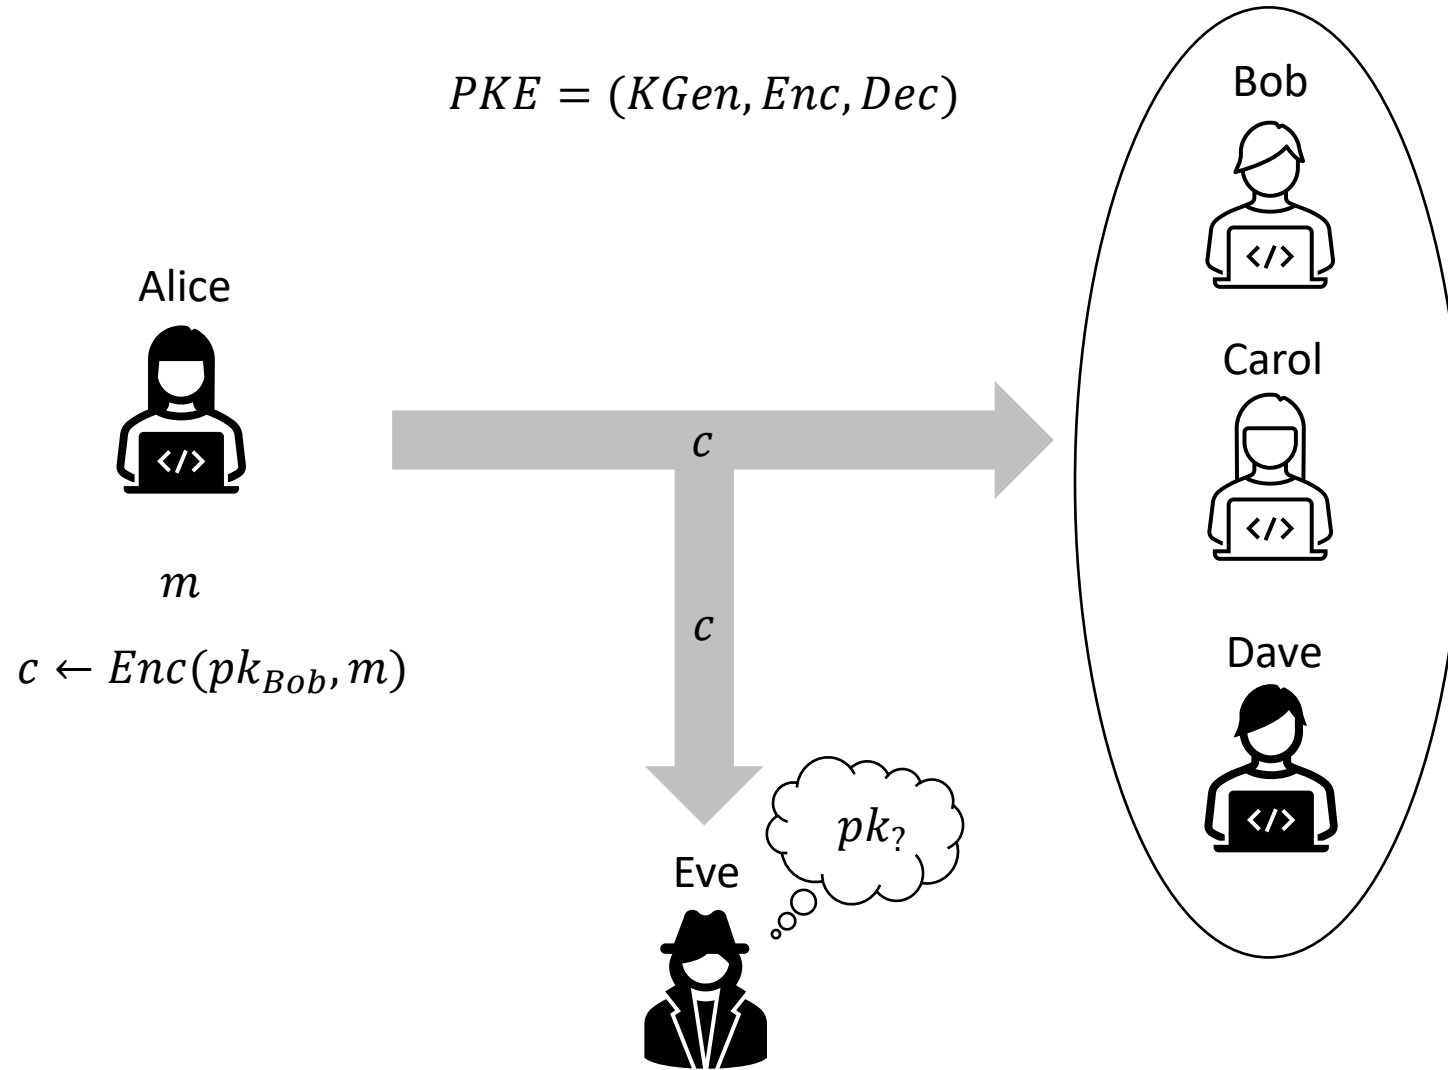 PKE = (KGen, Enc, Dec)
Bob
</>
Alice
</>
Carol
</>
c
m
c ← Enc(pk_Bob, m)
c
Dave
</>
pk_?
Eve